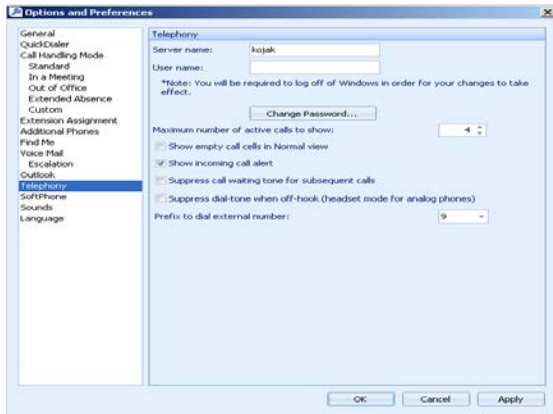 Options and Preferences
General
QuickDialer
Call Handling Mode
Standard
In a Meeting
Out of Office
Extended Absence
Custom
Extension Assignment
Additional Phones
Find Me
Voice Mail
Escalation
Outlook
Telephony
SoftPhone
Sounds
Language
Telephony
Server name: kojak
User name:
*Note: You will be required to log off of Windows in order for your changes to take
effect.
Change Password...
Maximum number of active calls to show: 4
Show empty call cells in Normal view
Show incoming call alert
Suppress call waiting tone for subsequent calls
Suppress dial-tone when off-hook (headset mode for analog phones)
Prefix to dial external number: 9
OK Cancel Apply